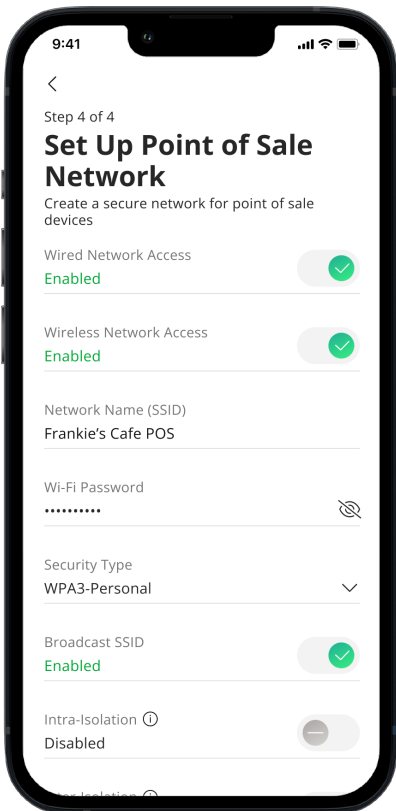 9:41
Step 4 of 4
Set Up Point of Sale
Network
Create a secure network for point of sale
devices
Wired Network Access
Enabled
Wireless Network Access
Enabled
Network Name (SSID)
Frankie's Cafe POS
Wi-Fi Password
••••••••••
Security Type
WPA3-Personal
Broadcast SSID
Enabled
Intra-Isolation
Disabled